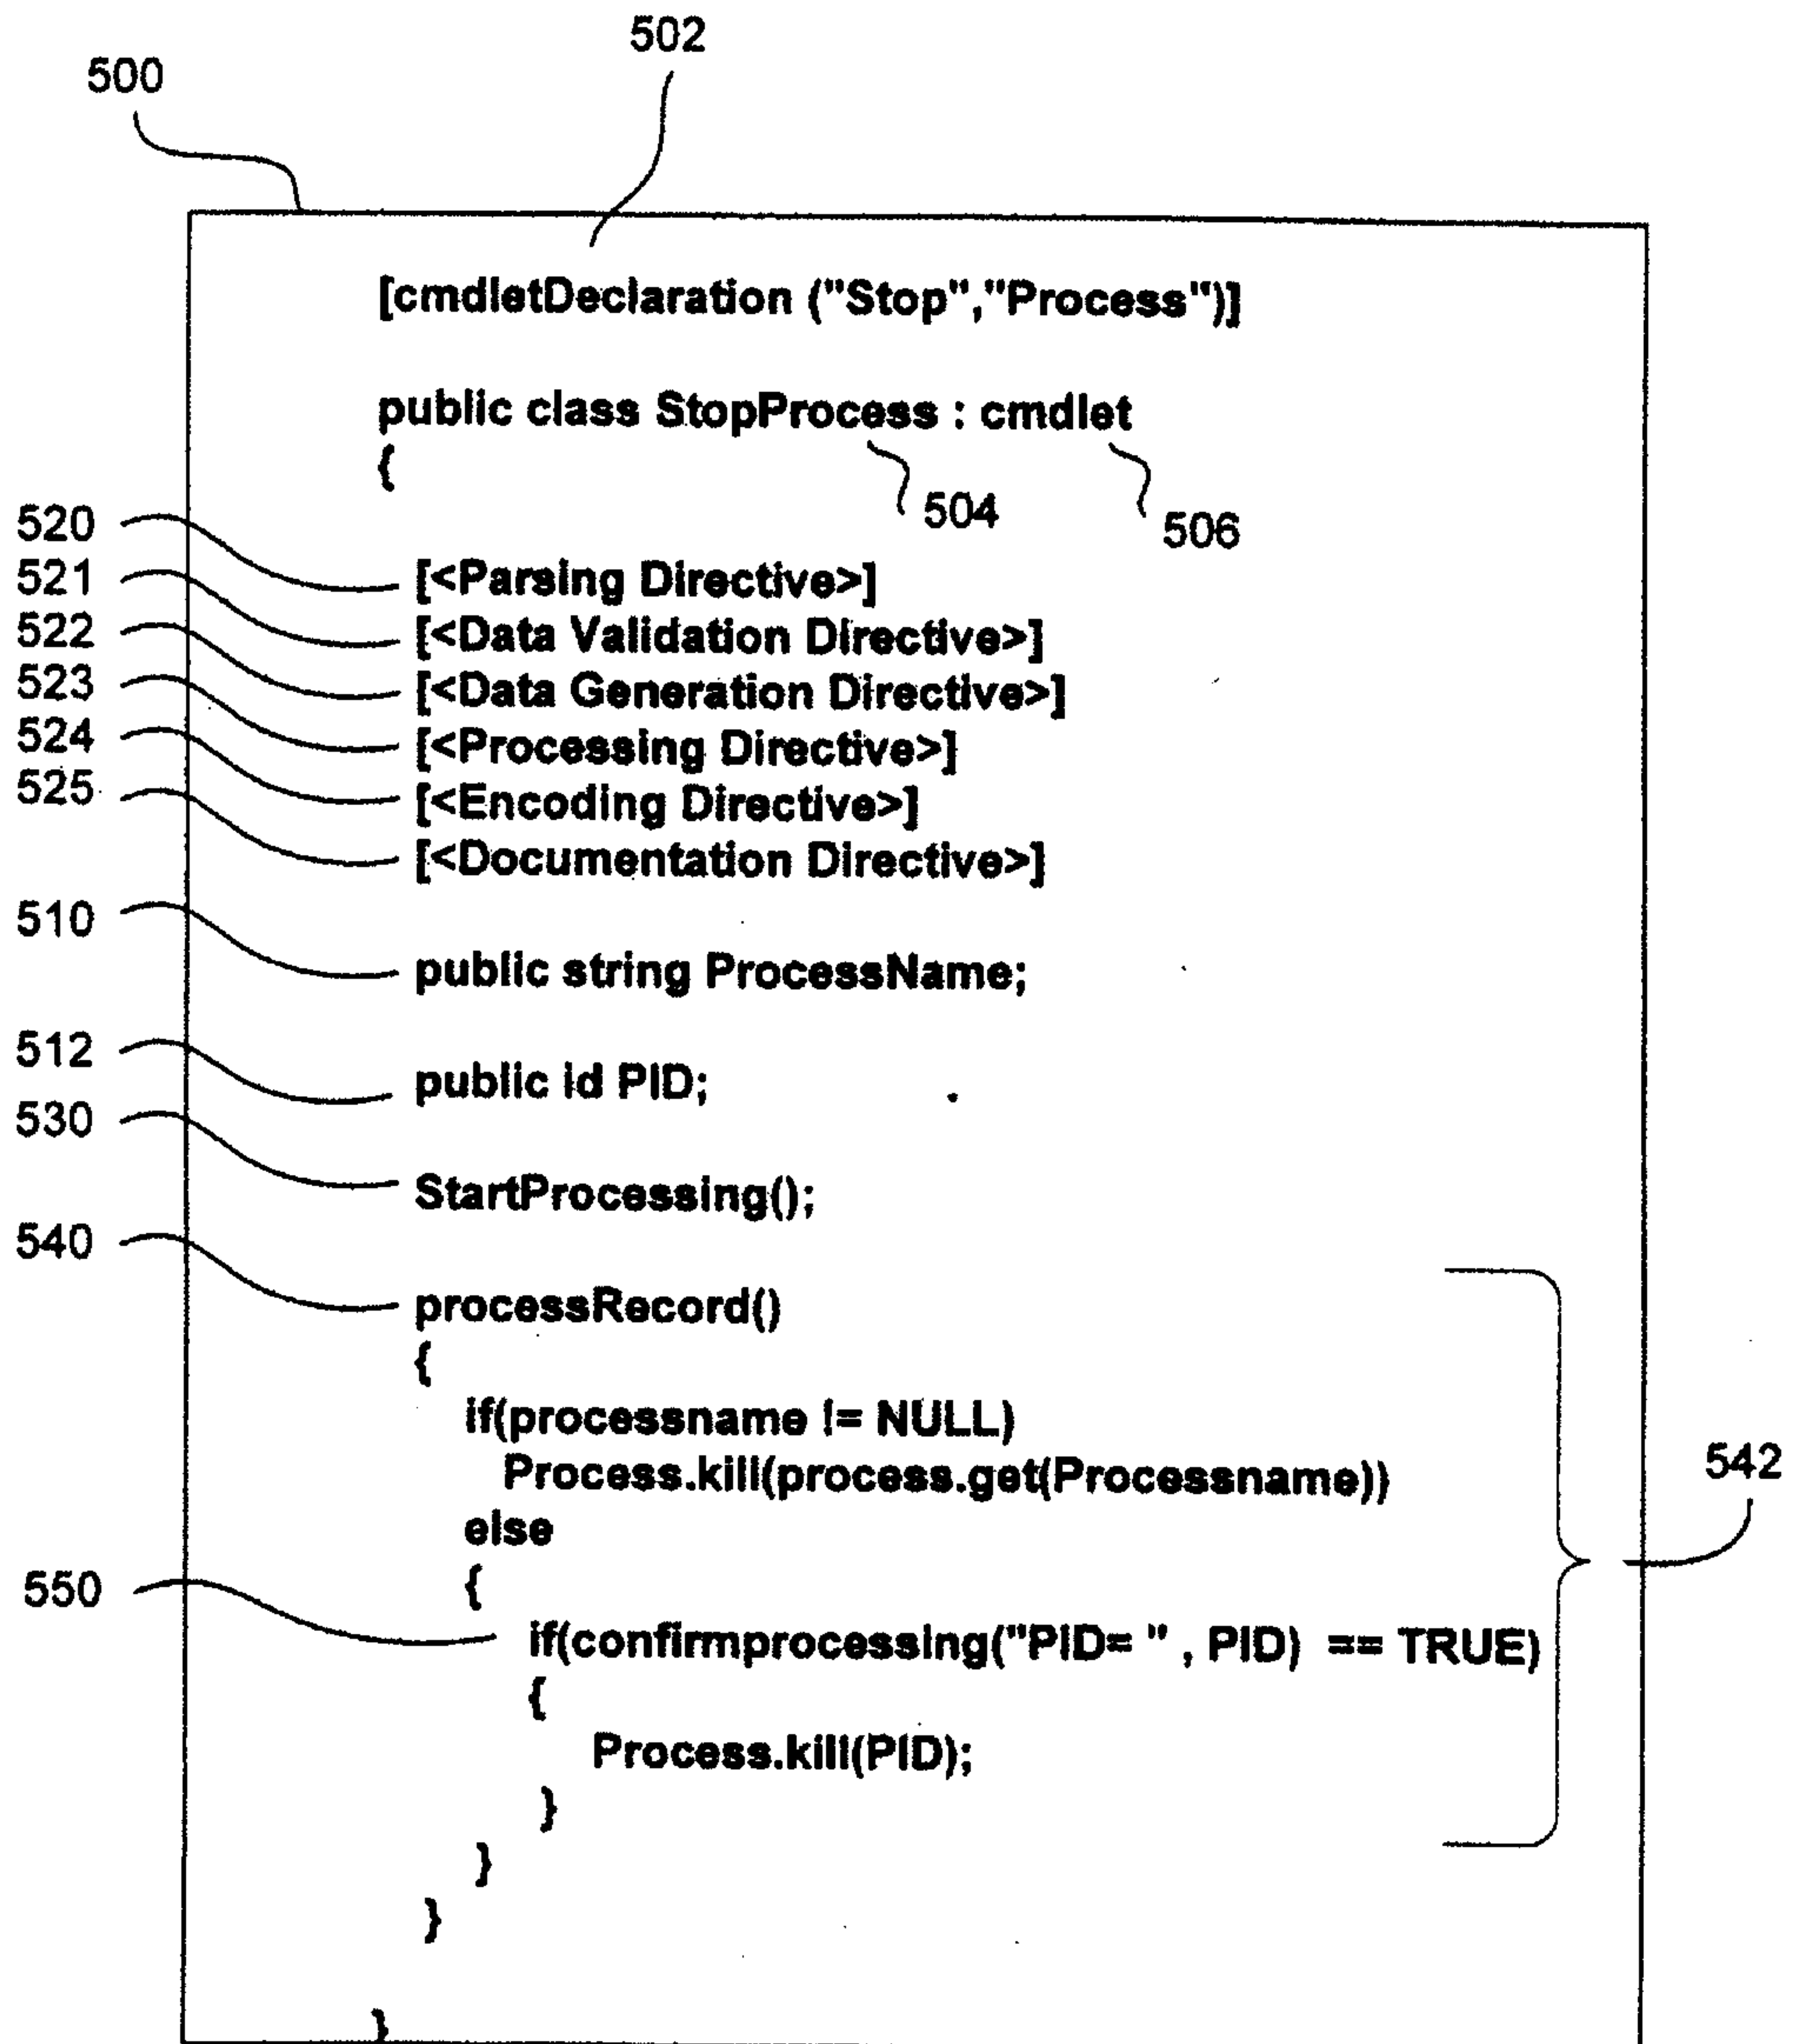 502
500
[cmdletDeclaration ("Stop","Process")]
public class StopProcess : cmdlet
{
504
506
520
[<Parsing Directive>]
521
[<Data Validation Directive>]
522
[<Data Generation Directive>]
523
[<Processing Directive>]
524
[<Encoding Directive>]
525
[<Documentation Directive>]
510
public string ProcessName;
512
public id PID;
530
StartProcessing();
540
processRecord()
{
if(processname != NULL)
Process.kill(process.get(Processname))
542
else
{
550
if(confirmprocessing("PID= " , PID) == TRUE)
{
Process.kill(PID);
}
}
}
}